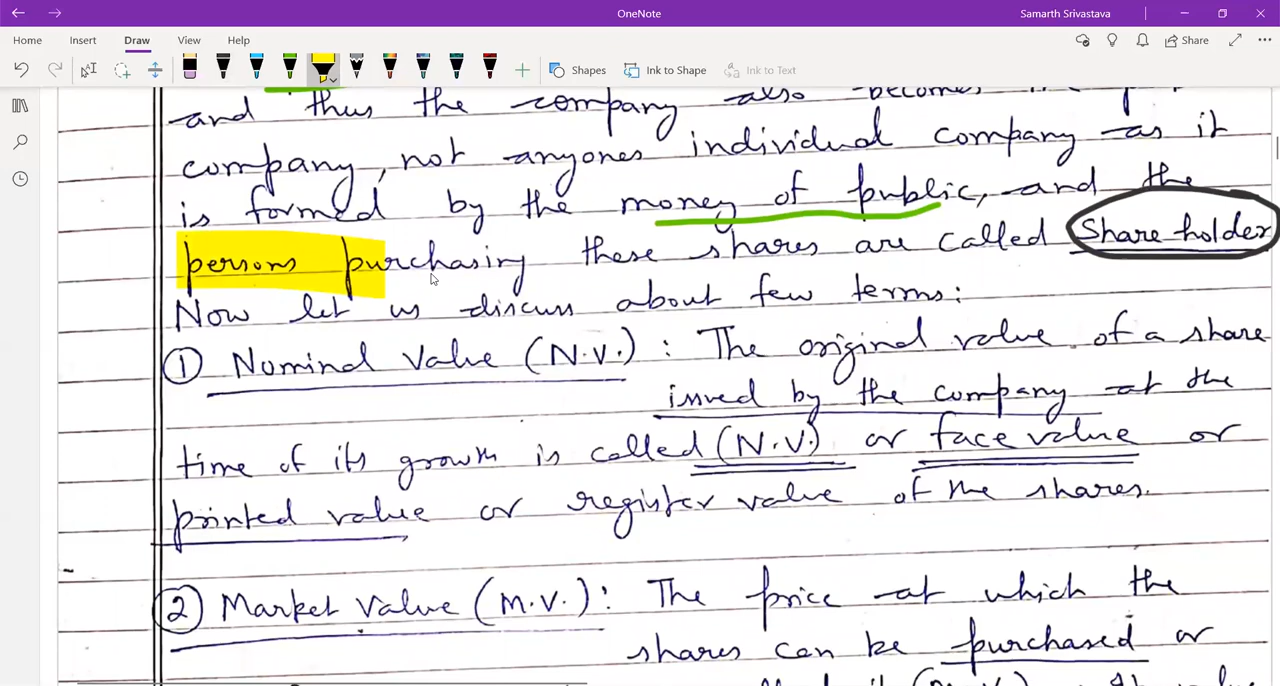 OneNote
Samarth Srivastava
Home Insert Draw View Help
Share
Shapes Ink to Shape Ink to Text
and thus the company also becomes
company, not anyones individual company as it
is formed by the money of public, and the
persons purchasing these shares are called Share holder
Now let us discuss about few terms:
① Nominal Value (N.V.) : The original value of a share
issued by the company at the
time of its growth is called (N.V.) or face value or
printed value or register value of the shares.
② Market Value (M.V.): The price at which the
shares can be purchased or